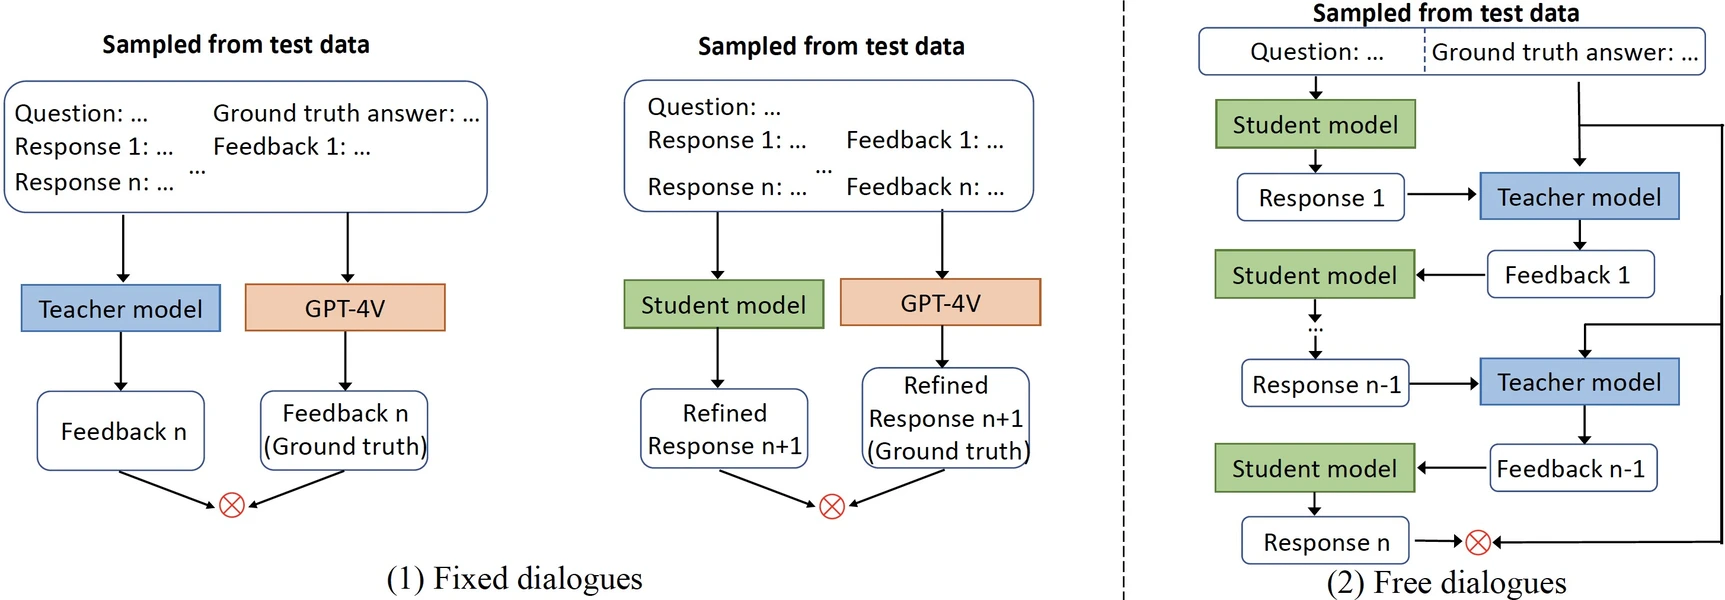 Sampled from test data
Question: ... Ground truth answer: ...
Response 1: ... Feedback 1: ...
...
Response n: ...
Teacher model
GPT-4V
Feedback n
Feedback n
(Ground truth)
Sampled from test data
Question: ...
Response 1: ... Feedback 1: ...
...
Response n: ... Feedback n: ...
Student model
GPT-4V
Refined
Response n+1
Refined
Response n+1
(Ground truth)
(1) Fixed dialogues
Sampled from test data
Question: ... Ground truth answer: ...
Student model
Response 1
Teacher model
Feedback 1
Student model
...
Response n-1
Teacher model
Feedback n-1
Student model
Response n
(2) Free dialogues